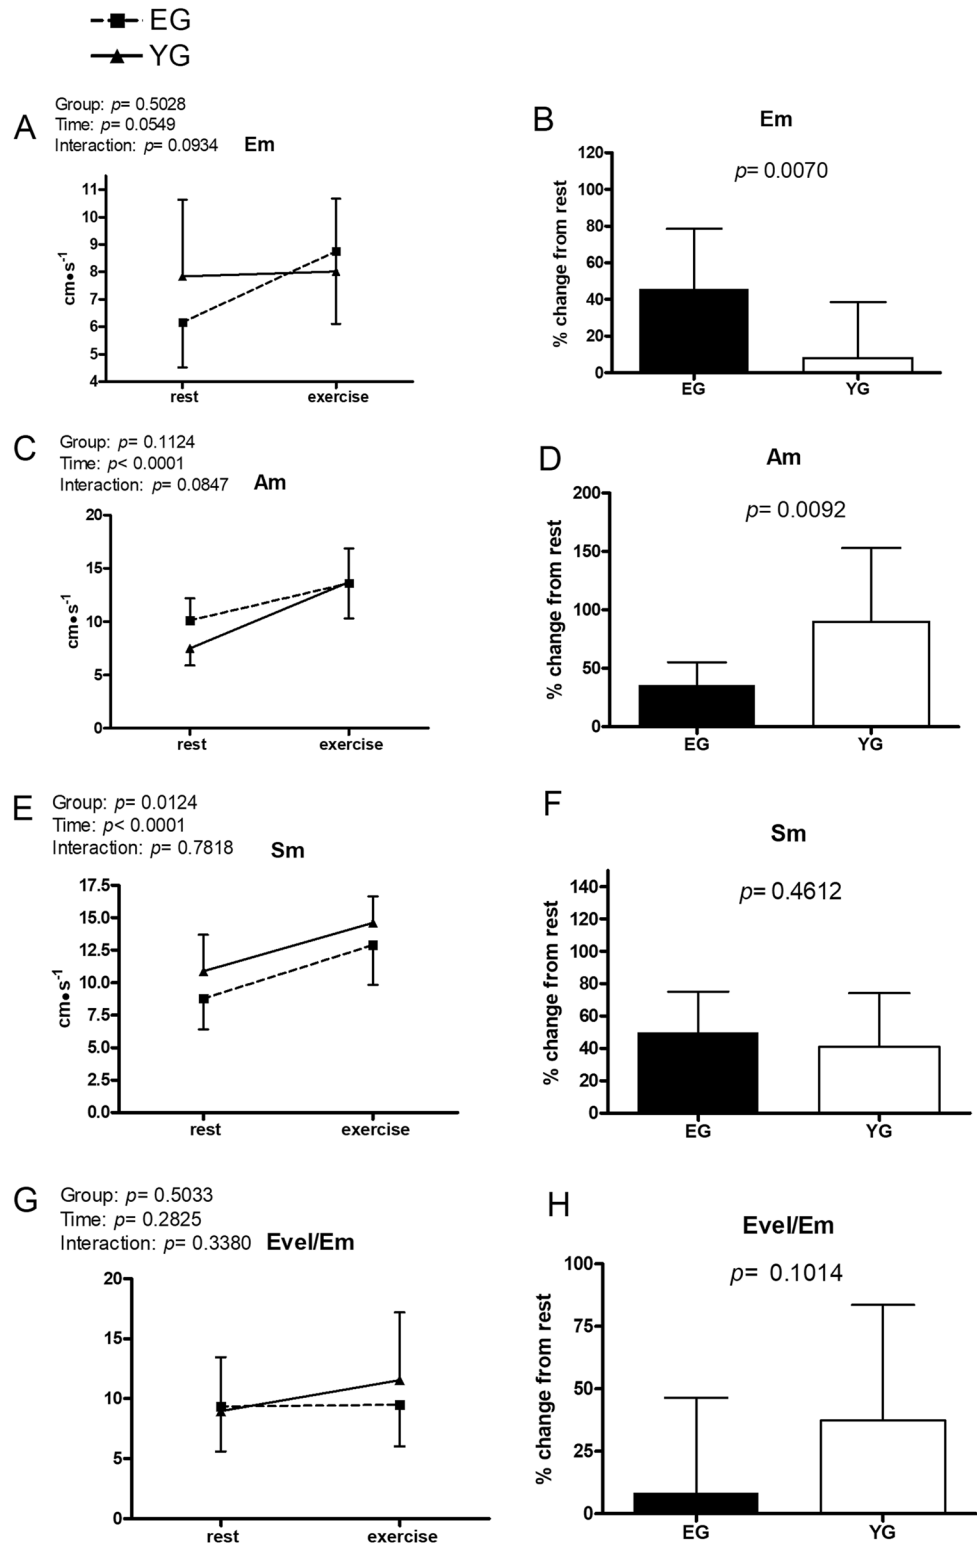 EG
YG
A
Group: p= 0.5028
Time: p= 0.0549
Interaction: p= 0.0934
Em
11
10
9
8
7
6
5
4
cm•s-1
rest
exercise
B
Em
p= 0.0070
120
100
80
60
40
20
0
% change from rest
EG
YG
C
Group: p= 0.1124
Time: p< 0.0001
Interaction: p= 0.0847
Am
20
15
10
5
0
cm•s-1
rest
exercise
D
Am
p= 0.0092
200
150
100
50
0
% change from rest
EG
YG
E
Group: p= 0.0124
Time: p< 0.0001
Interaction: p= 0.7818
Sm
17.5
15.0
12.5
10.0
7.5
5.0
2.5
0.0
cm•s-1
rest
exercise
F
Sm
p= 0.4612
140
120
100
80
60
40
20
0
% change from rest
EG
YG
G
Group: p= 0.5033
Time: p= 0.2825
Interaction: p= 0.3380
Evel/Em
20
15
10
5
0
rest
exercise
H
Evel/Em
p= 0.1014
100
75
50
25
0
% change from rest
EG
YG